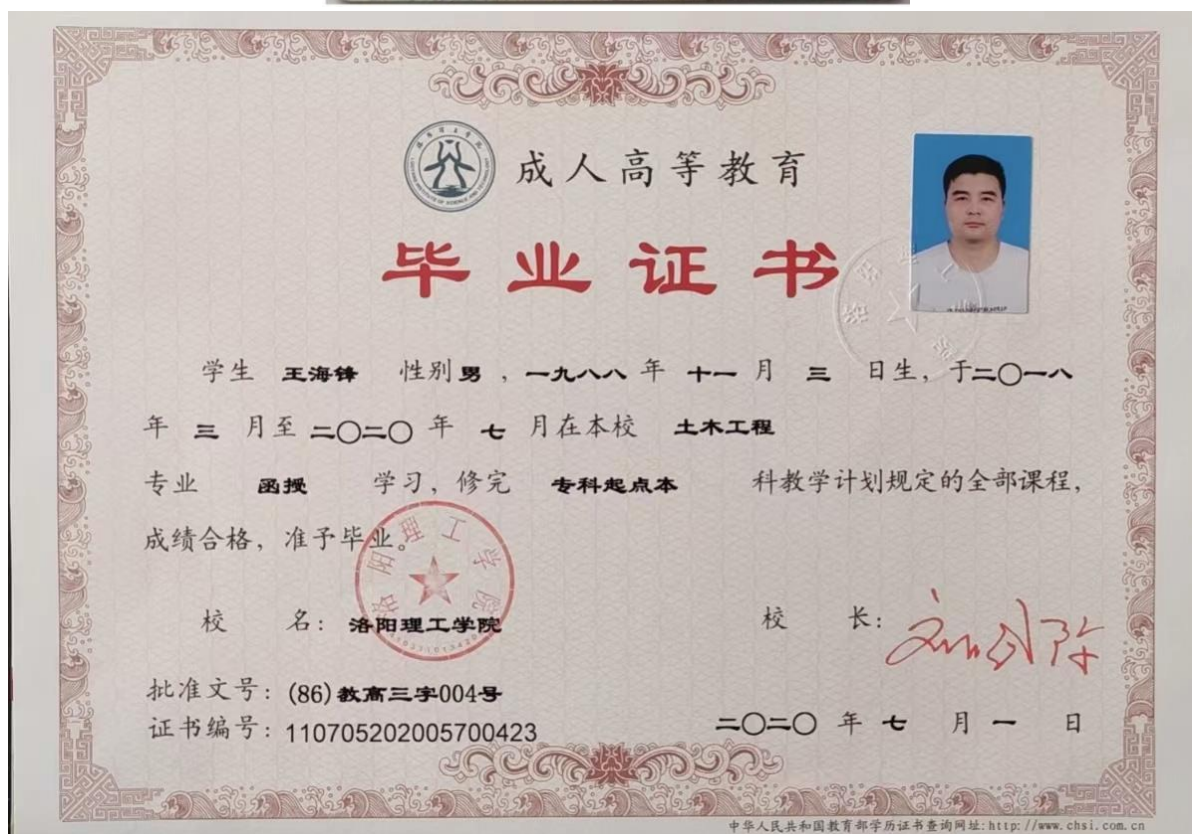 成人高等教育
毕业证书
学生 王海锋 性别 男 ，一九八八 年 十一 月 三 日生，于二〇一八
年 三 月至 二〇二〇 年 七 月在本校 土木工程
专业 函授 学习，修完 专科起点本 科教学计划规定的全部课程，
成绩合格，准予毕业。
洛阳理工学院
校 名：洛阳理工学院
校 长：
批准文号：(86)教高三字004号
证书编号：110705202005700423
二〇二〇 年 七 月 一 日
中华人民共和国教育部学历证书查询网址:http://www.chsi.com.cn